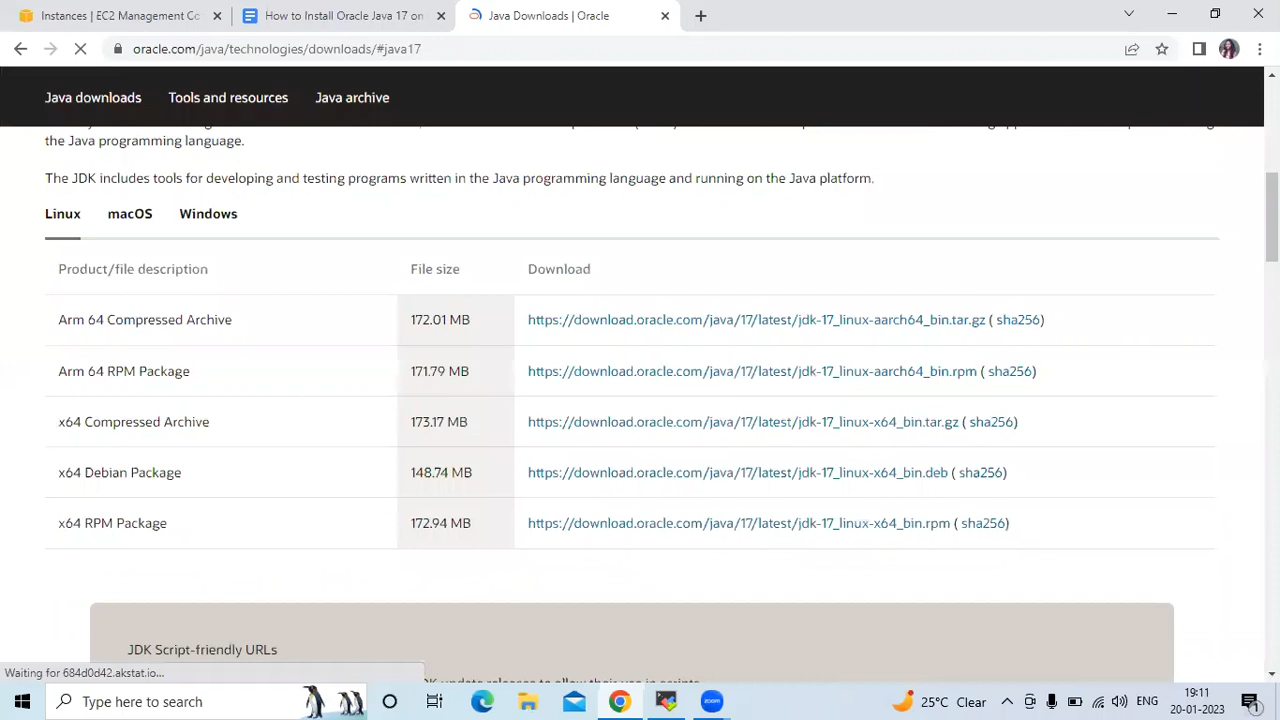 Instances | EC2 Management Co
How to Install Oracle Java 17 on
Java Downloads | Oracle
oracle.com/java/technologies/downloads/#java17
Java downloads Tools and resources Java archive
the Java programming language.
The JDK includes tools for developing and testing programs written in the Java programming language and running on the Java platform.
Linux macOS Windows
Product/file description File size Download
Arm 64 Compressed Archive 172.01 MB https://download.oracle.com/java/17/latest/jdk-17_linux-aarch64_bin.tar.gz ( sha256)
Arm 64 RPM Package 171.79 MB https://download.oracle.com/java/17/latest/jdk-17_linux-aarch64_bin.rpm ( sha256)
x64 Compressed Archive 173.17 MB https://download.oracle.com/java/17/latest/jdk-17_linux-x64_bin.tar.gz ( sha256)
x64 Debian Package 148.74 MB https://download.oracle.com/java/17/latest/jdk-17_linux-x64_bin.deb ( sha256)
x64 RPM Package 172.94 MB https://download.oracle.com/java/17/latest/jdk-17_linux-x64_bin.rpm ( sha256)
JDK Script-friendly URLs
Waiting for 684d0d42.akstat.io...
update releases to allow their use in scripts
Type here to search
zoom
25°C Clear
ENG
19:11
20-01-2023